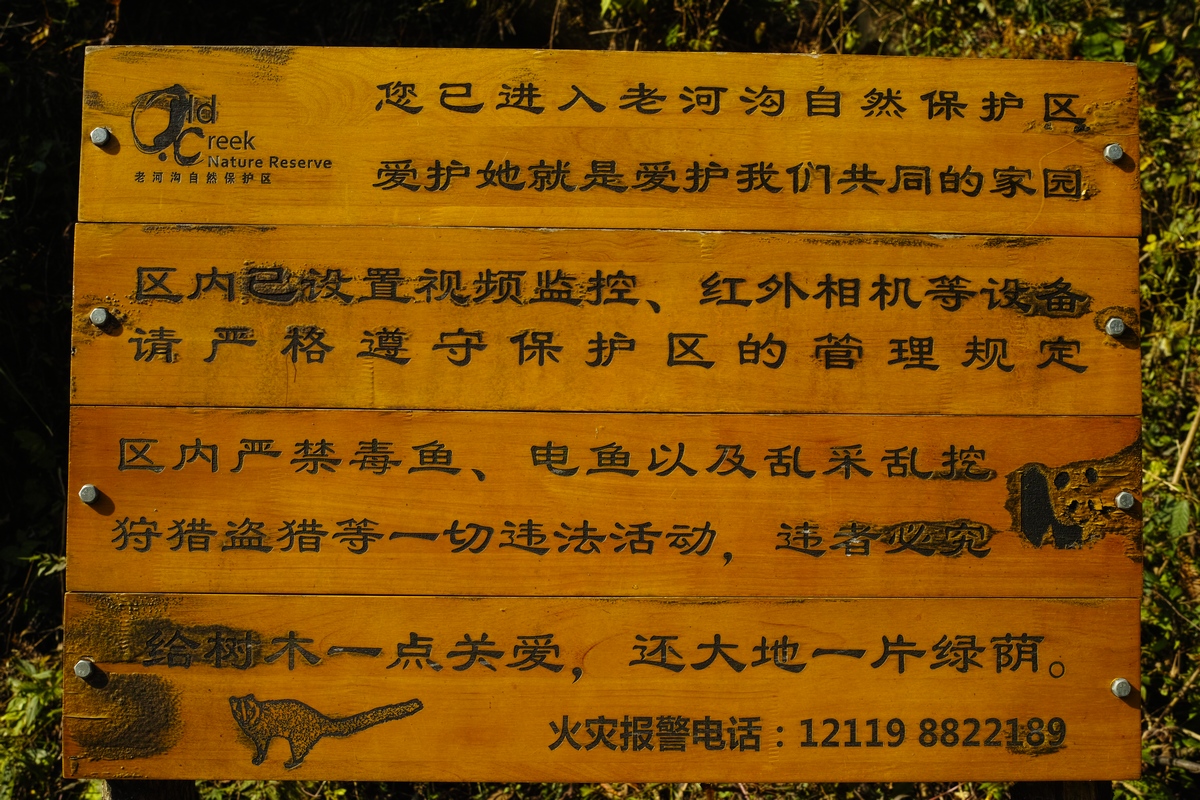 Old
Creek
Nature Reserve
老河沟自然保护区
您已进入老河沟自然保护区
爱护她就是爱护我们共同的家园
区内已设置视频监控、红外相机等设备
请严格遵守保护区的管理规定
区内严禁毒鱼、电鱼以及乱采乱挖
狩猎盗猎等一切违法活动，违者必究
给树木一点关爱，还大地一片绿荫。
火灾报警电话：12119 8822189